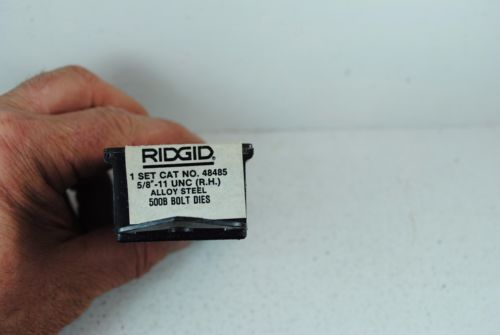 RIDGID
1 SET CAT NO. 48485
5/8"-11 UNC (R.H.)
ALLOY STEEL
500B BOLT DIES